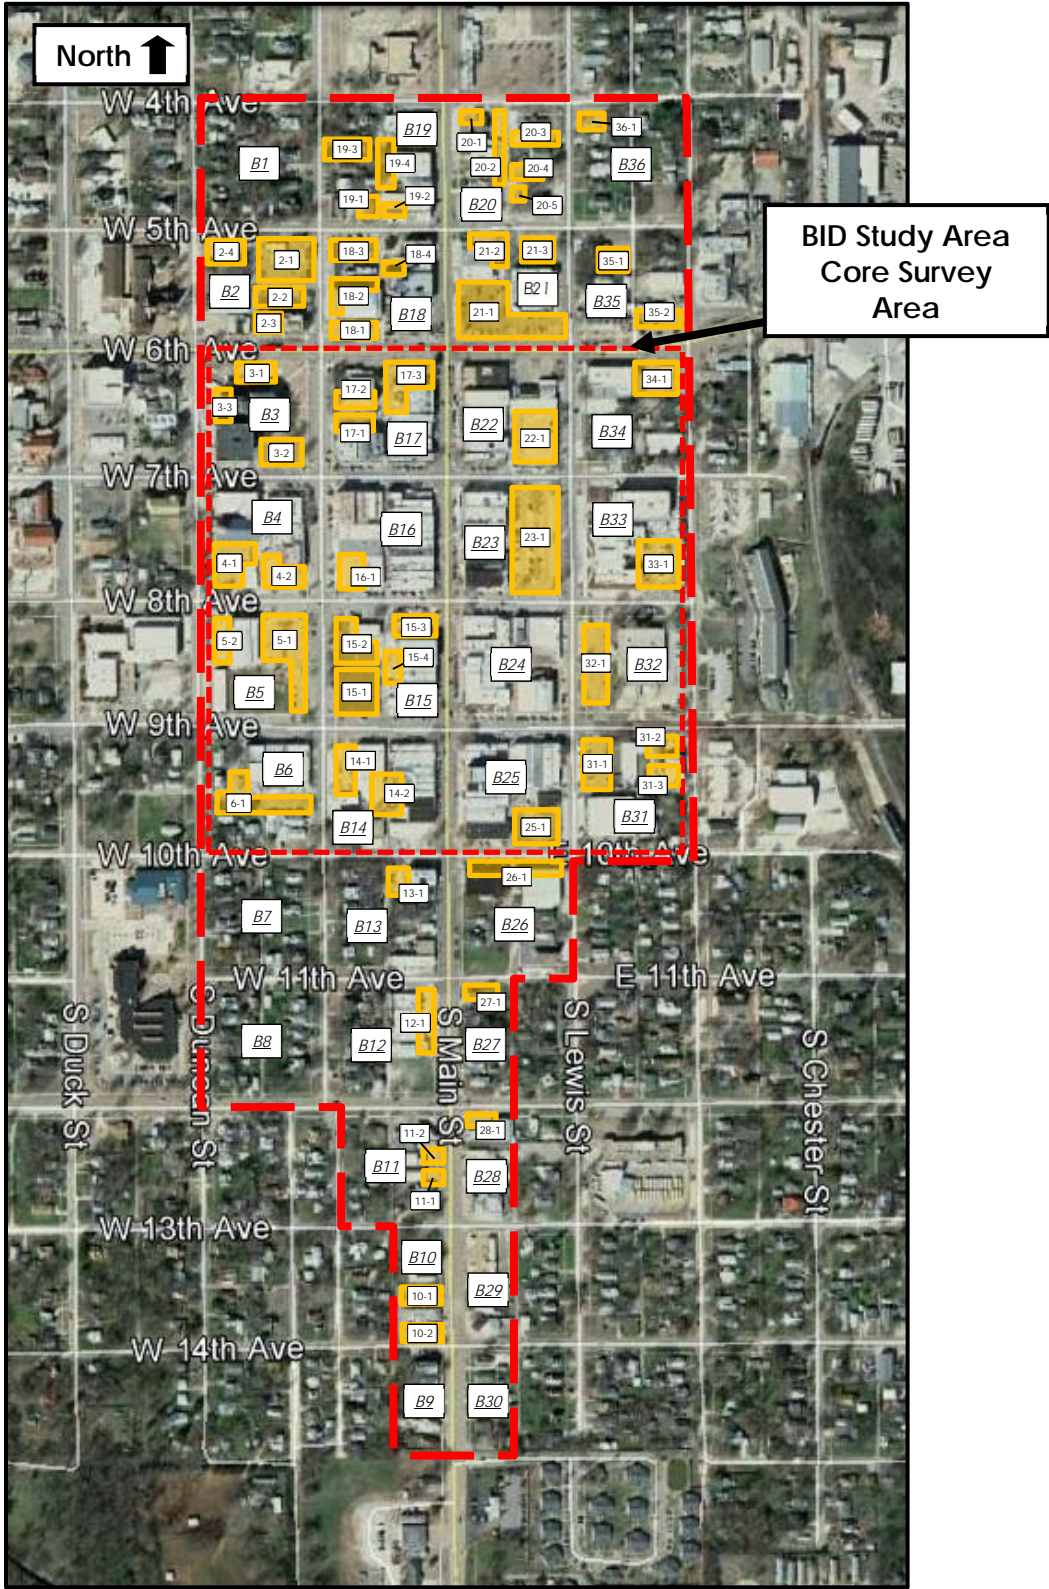 North
W 4th Ave
B19
20-1
20-3
36-1
B1
19-3
19-4
20-2
20-4
B36
19-1
19-2
B20
20-5
W 5th Ave
BID Study Area
Core Survey
Area
2-4
2-1
18-3
18-4
21-2
21-3
35-1
B2
2-2
18-2
B18
B21
B35
2-3
18-1
21-1
35-2
W 6th Ave
3-1
17-2
17-3
34-1
3-3
B3
17-1
B17
B22
22-1
B34
3-2
W 7th Ave
B4
B16
B23
23-1
B33
4-1
4-2
16-1
33-1
W 8th Ave
5-2
5-1
15-2
15-3
15-4
B24
32-1
B32
B5
15-1
B15
W 9th Ave
B6
14-1
B25
31-1
31-2
31-3
6-1
14-2
B14
25-1
B31
W 10th Ave
E 10th Ave
13-1
26-1
B7
B13
B26
W 11th Ave
E 11th Ave
27-1
S Duck St
S Duncan St
B8
B12
12-1
S Main St
B27
S Lewis St
S Chester St
11-2
28-1
B11
B28
11-1
W 13th Ave
B10
10-1
B29
10-2
W 14th Ave
B9
B30